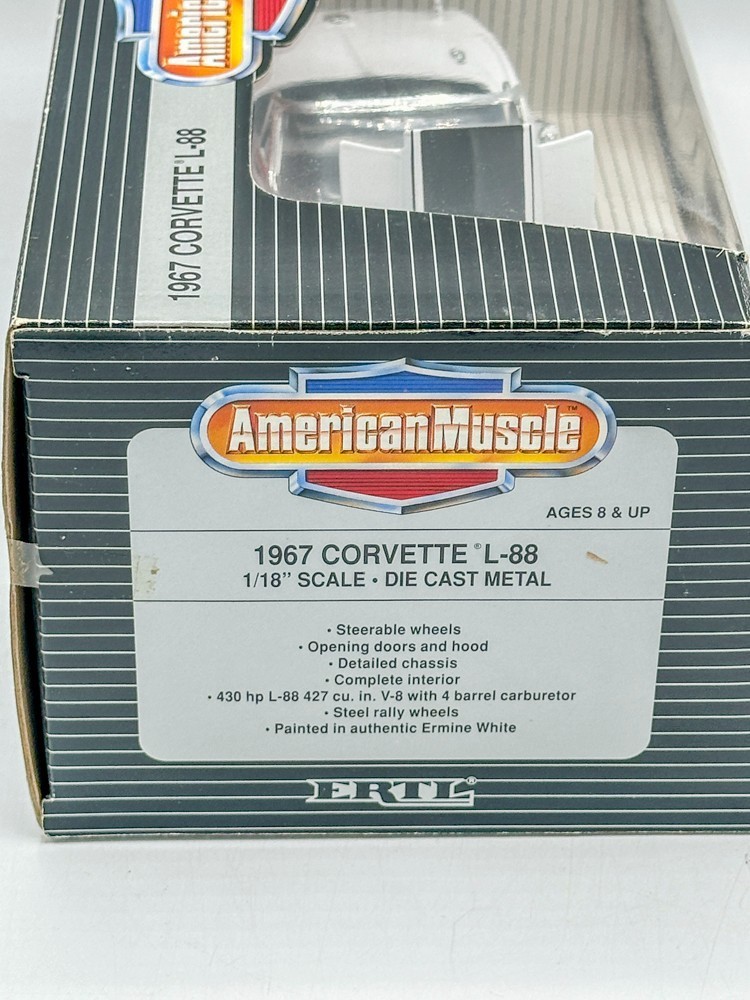 American
1967 CORVETTE® L-88
AmericanMuscle™
AGES 8 & UP
1967 CORVETTE® L-88
1/18” SCALE • DIE CAST METAL
• Steerable wheels
• Opening doors and hood
• Detailed chassis
• Complete interior
• 430 hp L-88 427 cu. in. V-8 with 4 barrel carburetor
• Steel rally wheels
• Painted in authentic Ermine White
ERTL®